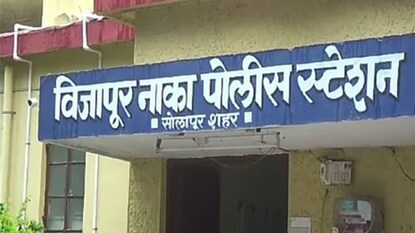 विजापूर नाका पोलीस स्टेशन
▪ सोलापूर शहर ▪